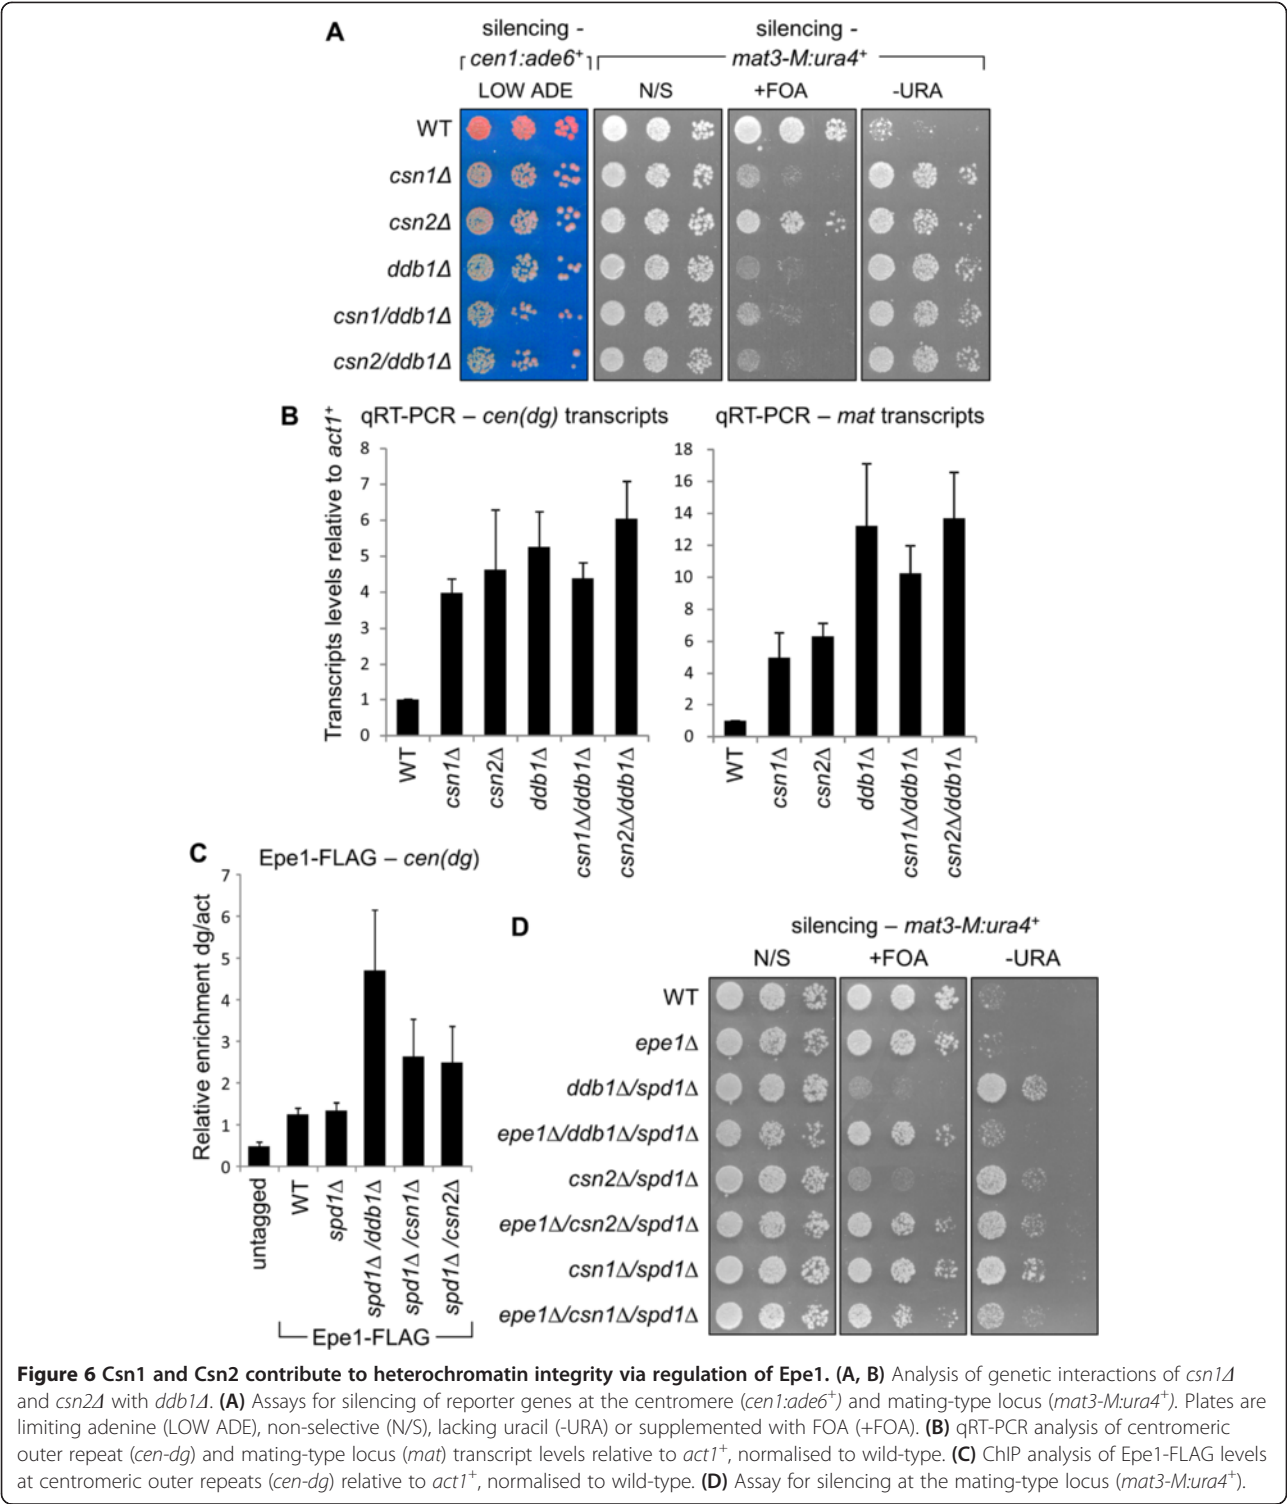 A
silencing -
cen1:ade6+
silencing -
mat3-M:ura4+
LOW ADE
N/S
+FOA
-URA
WT
csn1Δ
csn2Δ
ddb1Δ
csn1/ddb1Δ
csn2/ddb1Δ
B
qRT-PCR – cen(dg) transcripts
Transcripts levels relative to act1+
8
7
6
5
4
3
2
1
0
WT
csn1Δ
csn2Δ
ddb1Δ
csn1Δ/ddb1Δ
csn2Δ/ddb1Δ
qRT-PCR – mat transcripts
18
16
14
12
10
8
6
4
2
0
WT
csn1Δ
csn2Δ
ddb1Δ
csn1Δ/ddb1Δ
csn2Δ/ddb1Δ
C
Epe1-FLAG – cen(dg)
Relative enrichment dg/act
7
6
5
4
3
2
1
0
untagged
WT
spd1Δ
spd1Δ /ddb1Δ
spd1Δ /csn1Δ
spd1Δ /csn2Δ
Epe1-FLAG
D
silencing – mat3-M:ura4+
N/S
+FOA
-URA
WT
epe1Δ
ddb1Δ/spd1Δ
epe1Δ/ddb1Δ/spd1Δ
csn2Δ/spd1Δ
epe1Δ/csn2Δ/spd1Δ
csn1Δ/spd1Δ
epe1Δ/csn1Δ/spd1Δ
Figure 6 Csn1 and Csn2 contribute to heterochromatin integrity via regulation of Epe1. (A, B) Analysis of genetic interactions of csn1Δ
and csn2Δ with ddb1Δ. (A) Assays for silencing of reporter genes at the centromere (cen1:ade6+) and mating-type locus (mat3-M:ura4+). Plates are
limiting adenine (LOW ADE), non-selective (N/S), lacking uracil (-URA) or supplemented with FOA (+FOA). (B) qRT-PCR analysis of centromeric
outer repeat (cen-dg) and mating-type locus (mat) transcript levels relative to act1+, normalised to wild-type. (C) ChIP analysis of Epe1-FLAG levels
at centromeric outer repeats (cen-dg) relative to act1+, normalised to wild-type. (D) Assay for silencing at the mating-type locus (mat3-M:ura4+).